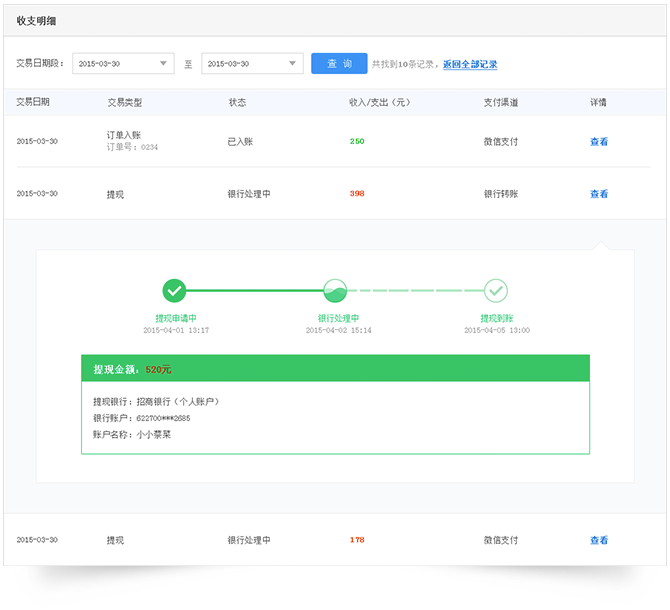 收支明细
交易日期段： 2015-03-30 至 2015-03-30 查 询 共找到10条记录，返回全部记录
交易日期 交易类型 状态 收入/支出（元） 支付渠道 详情
2015-03-30 订单入账 已入账 250 微信支付 查看
订单号：0234
2015-03-30 提现 银行处理中 398 银行转账 查看
提现申请中 银行处理中 提现到账
2015-04-01 13:17 2015-04-02 15:14 2015-04-05 13:00
提现金额：520元
提现银行：招商银行（个人账户）
银行账户：622700***2685
账户名称：小小菜菜
2015-03-30 提现 银行处理中 178 微信支付 查看